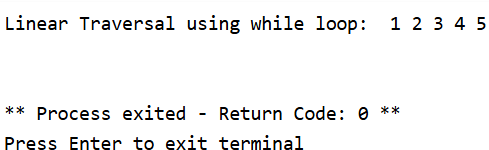 Linear Traversal using while loop:  1 2 3 4 5
** Process exited - Return Code: 0 **
Press Enter to exit terminal